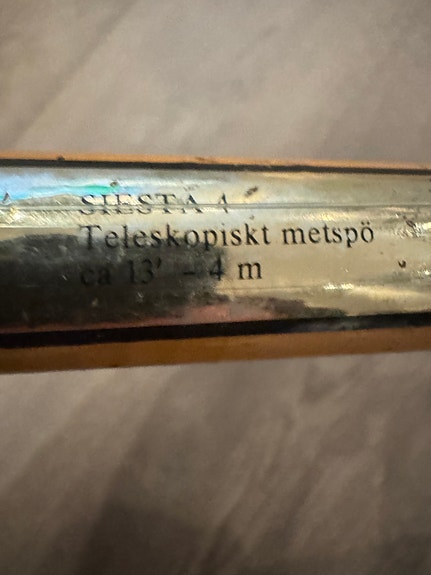 SIESTA 4
Teleskopiskt metspö
ca 13' - 4 m